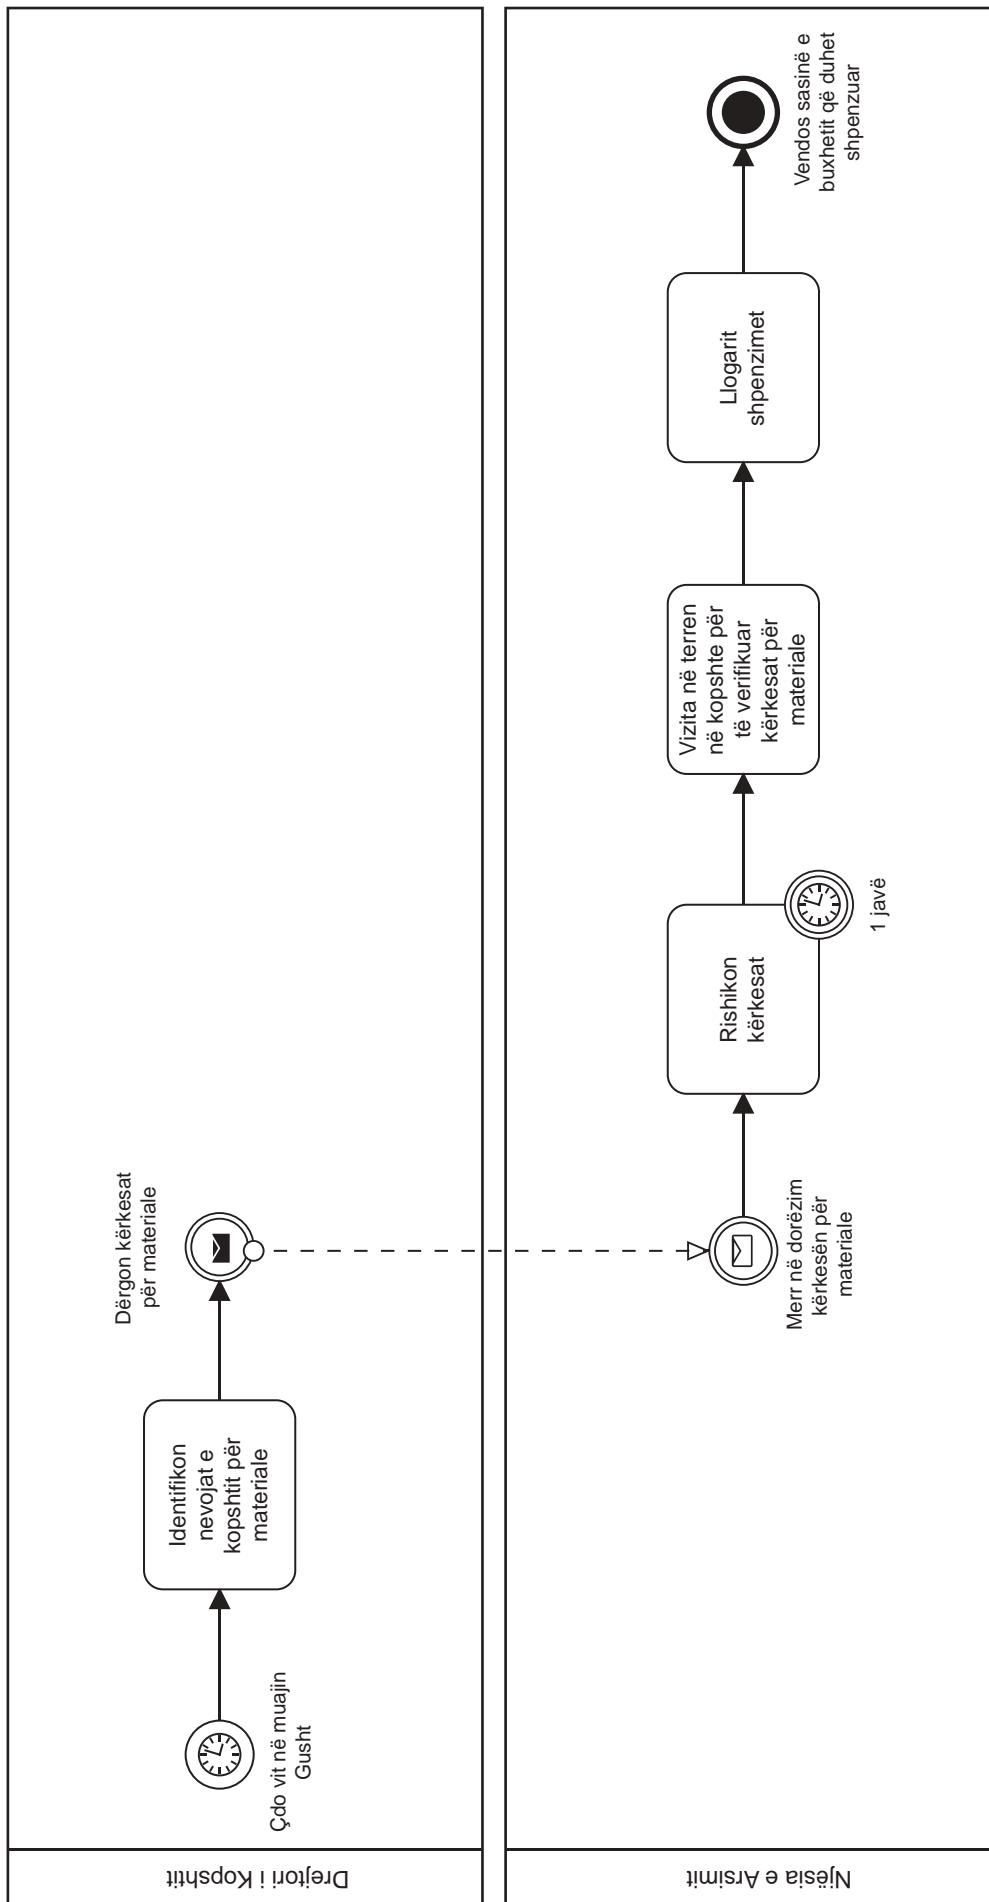 Drejtori i Kopshtit
Çdo vit në muajin
Gusht
Identifikon
nevojat e
kopshtit për
materiale
Dërgon kërkesat
për materiale
Njësia e Arsimit
Merr në dorëzim
kërkesën për
materiale
Rishikon
kërkesat
1 javë
Vizita në terren
në kopshte për
të verifikuar
kërkesat për
materiale
Llogarit
shpenzimet
Vendos sasinë e
buxhetit që duhet
shpenzuar